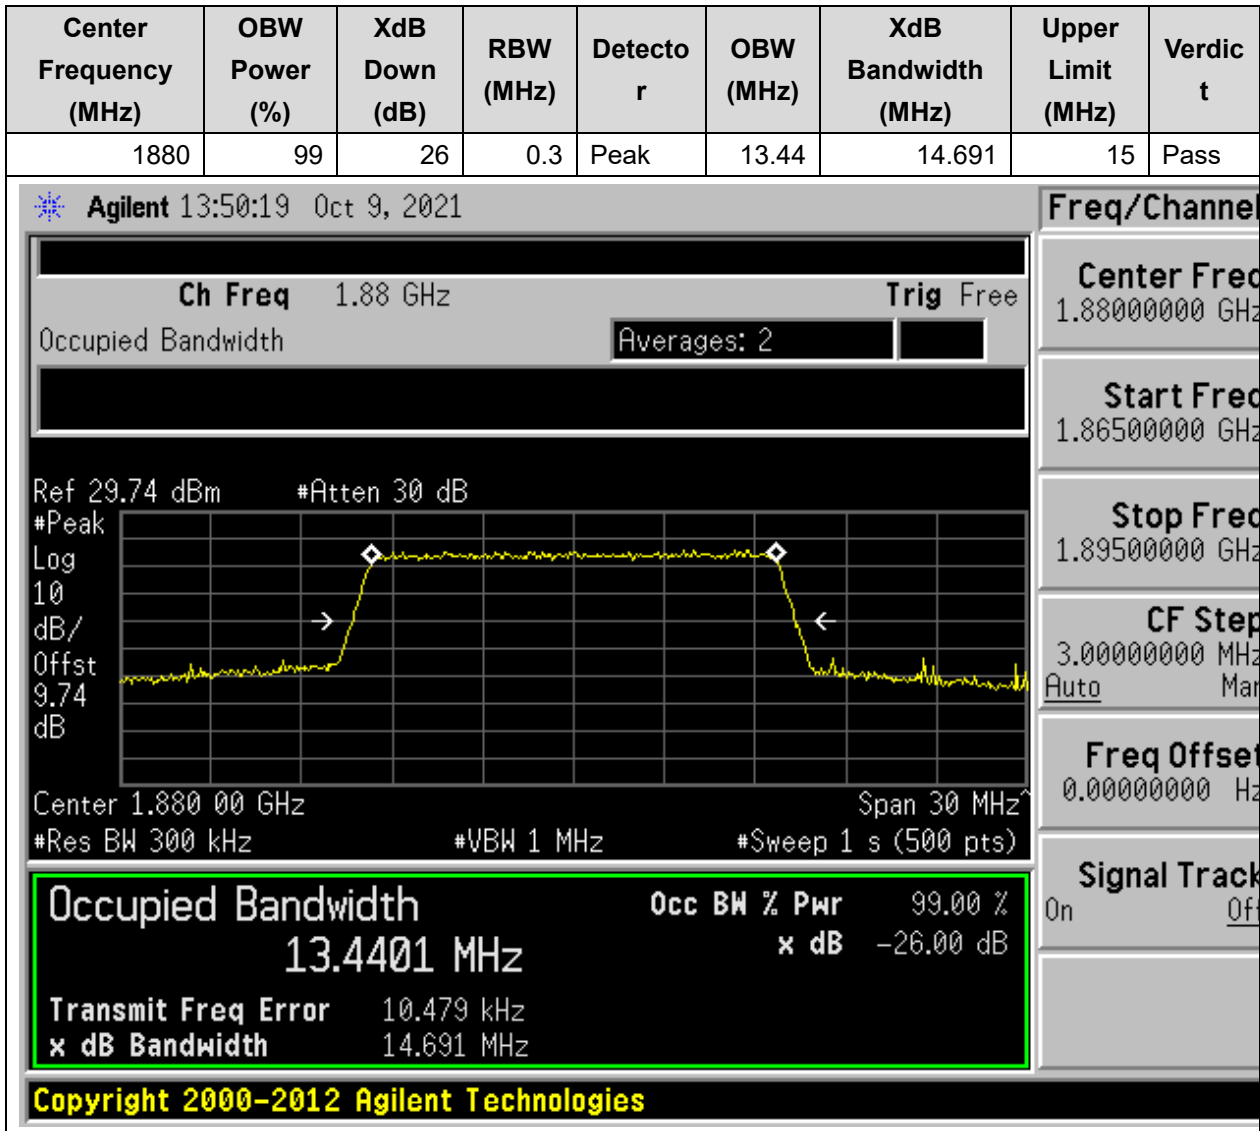 Center Frequency (MHz) OBW Power (%) XdB Down (dB) RBW (MHz) Detecto r OBW (MHz) XdB Bandwidth (MHz) Upper Limit (MHz) Verdic t
1880 99 26 0.3 Peak 13.44 14.691 15 Pass
Agilent 13:50:19 Oct 9, 2021
Freq/Channel
Ch Freq 1.88 GHz Trig Free
Occupied Bandwidth Averages: 2
Center Freq
1.88000000 GHz
Start Freq
1.86500000 GHz
Stop Freq
1.89500000 GHz
CF Step
3.00000000 MHz
Auto Man
Freq Offset
0.00000000 Hz
Signal Track
On Off
Ref 29.74 dBm #Atten 30 dB
#Peak
Log
10
dB/
Offst
9.74
dB
Center 1.880 00 GHz Span 30 MHz^
#Res BW 300 kHz #VBW 1 MHz #Sweep 1 s (500 pts)
Occupied Bandwidth Occ BW % Pwr 99.00 %
13.4401 MHz x dB -26.00 dB
Transmit Freq Error 10.479 kHz
x dB Bandwidth 14.691 MHz
Copyright 2000-2012 Agilent Technologies